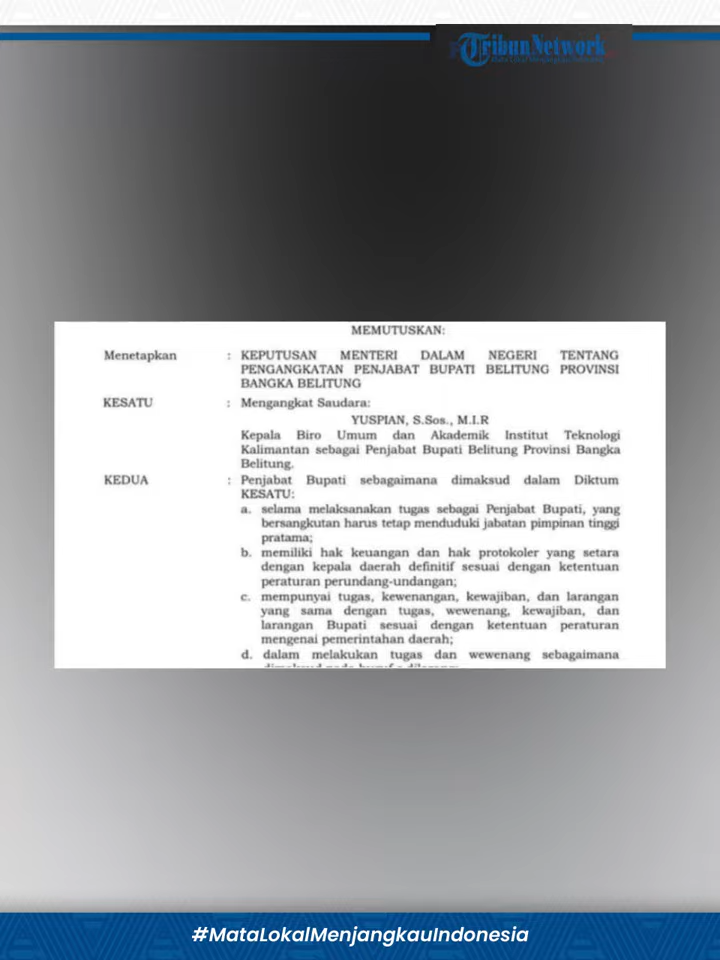 TribunNetwork
MEMUTUSKAN:
Menetapkan : KEPUTUSAN MENTERI DALAM NEGERI TENTANG
PENGANGKATAN PENJABAT BUPATI BELITUNG PROVINSI
BANGKA BELITUNG
KESATU : Mengangkat Saudara:
YUSPIAN, S.Sos., M.I.R
Kepala Biro Umum dan Akademik Institut Teknologi
Kalimantan sebagai Penjabat Bupati Belitung Provinsi Bangka
Belitung.
KEDUA : Penjabat Bupati sebagaimana dimaksud dalam Diktum
KESATU:
a. selama melaksanakan tugas sebagai Penjabat Bupati, yang
bersangkutan harus tetap menduduki jabatan pimpinan tinggi
pratama;
b. memiliki hak keuangan dan hak protokoler yang setara
dengan kepala daerah definitif sesuai dengan ketentuan
peraturan perundang-undangan;
c. mempunyai tugas, kewenangan, kewajiban, dan larangan
yang sama dengan tugas, wewenang, kewajiban, dan
larangan Bupati sesuai dengan ketentuan peraturan
mengenai pemerintahan daerah;
d. dalam melakukan tugas dan wewenang sebagaimana
#MataLokalMenjangkauIndonesia